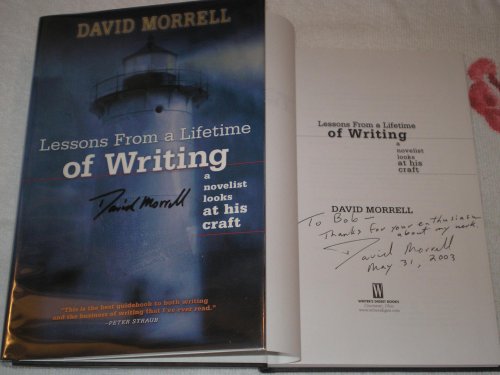 DAVID MORRELL
Lessons From a Lifetime
of Writing
a
novelist
looks
at his
craft
David Morrell
"This is the best guidebook to both writing
and the business of writing that I've ever read."
—PETER STRAUB
Lessons From a Lifetime
of Writing
a
novelist
looks
at his
craft
DAVID MORRELL
To Bob –
Thanks for your enthusiasm
about my work.
David Morrell
May 31, 2003
W
WRITER'S DIGEST BOOKS
Cincinnati, Ohio